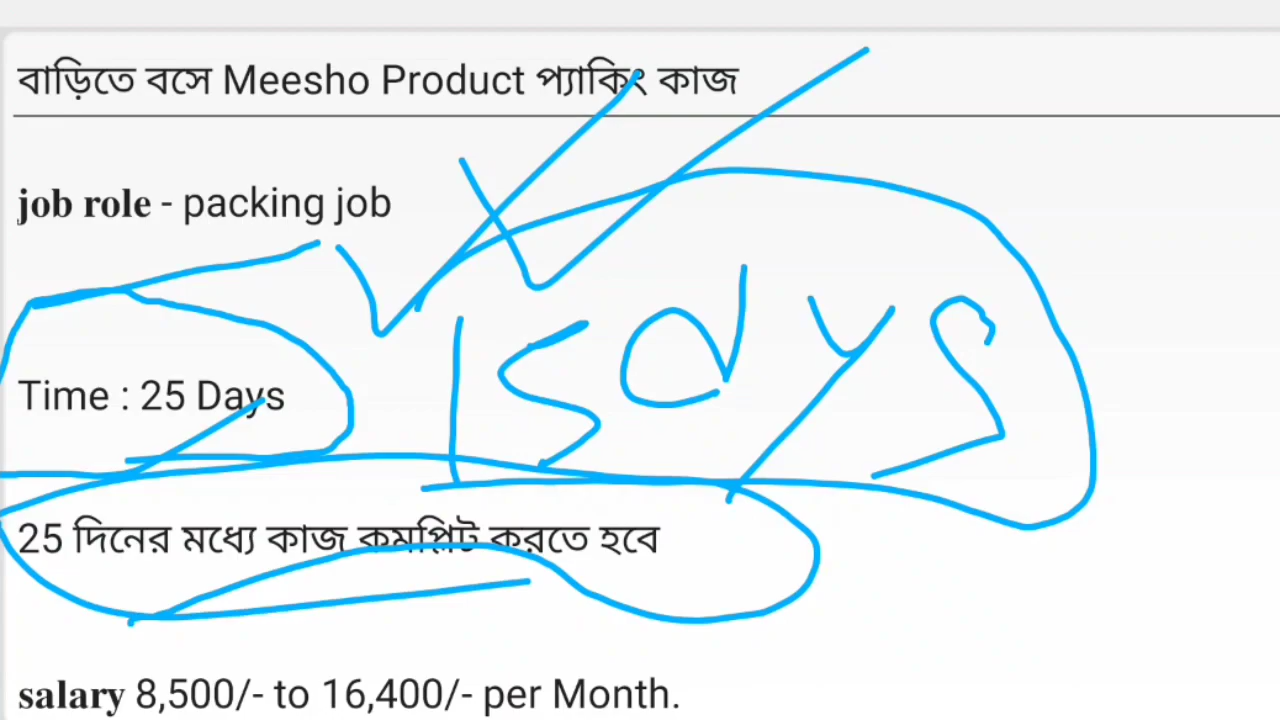 বাড়িতে বসে Meesho Product প্যাকিং কাজ
job role - packing job
15dys
Time : 25 Days
25 দিনের মধ্যে কাজ কমপ্লিট করতে হবে
salary 8,500/- to 16,400/- per Month.